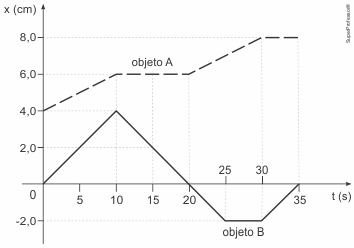 x (cm)
8,0
objeto A
6,0
4,0
2,0
25 30
0
5 10 15 20 35 t (s)
-2,0
objeto B
SuperProfessor®